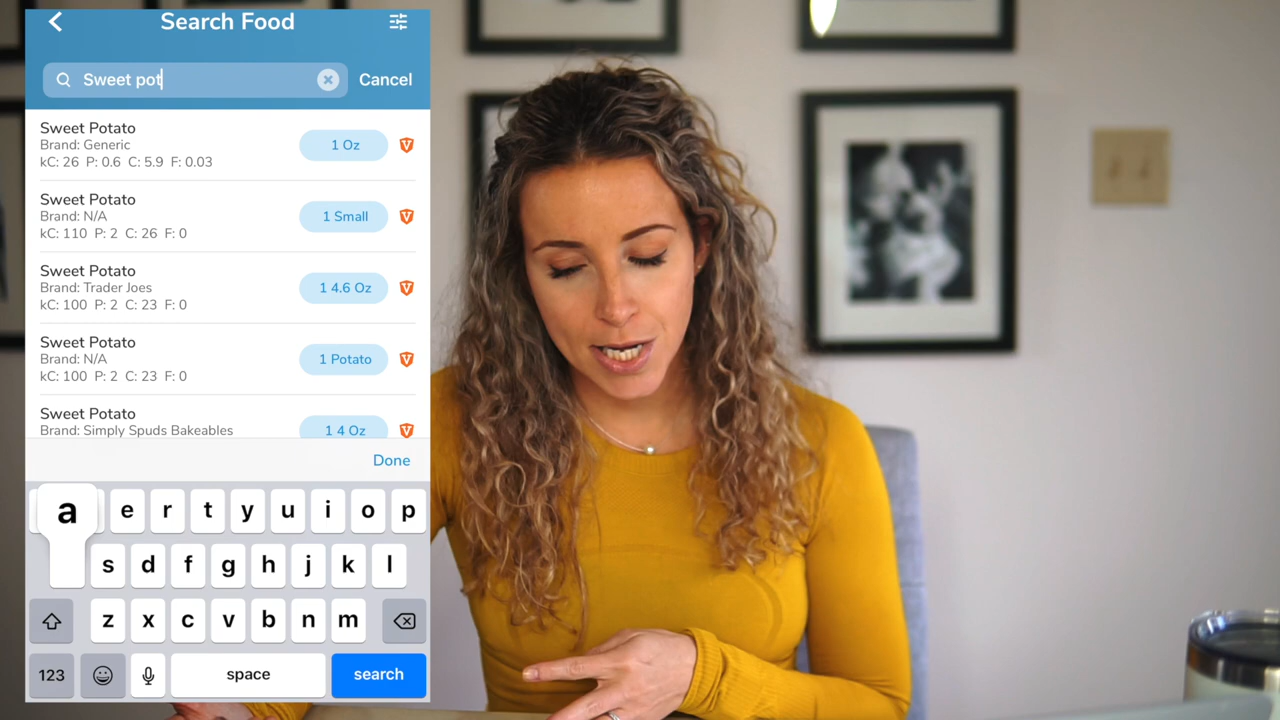 Search Food
Sweet pot
Cancel
Sweet Potato
Brand: Generic
kC: 26 P: 0.6 C: 5.9 F: 0.03
1 Oz
V
Sweet Potato
Brand: N/A
kC: 110 P: 2 C: 26 F: 0
1 Small
V
Sweet Potato
Brand: Trader Joes
kC: 100 P: 2 C: 23 F: 0
1 4.6 Oz
V
Sweet Potato
Brand: N/A
kC: 100 P: 2 C: 23 F: 0
1 Potato
V
Sweet Potato
Brand: Simply Spuds Bakeables
1 4 Oz
V
Done
a e r t y u i o p
s d f g h j k l
z x c v b n m
123 space search